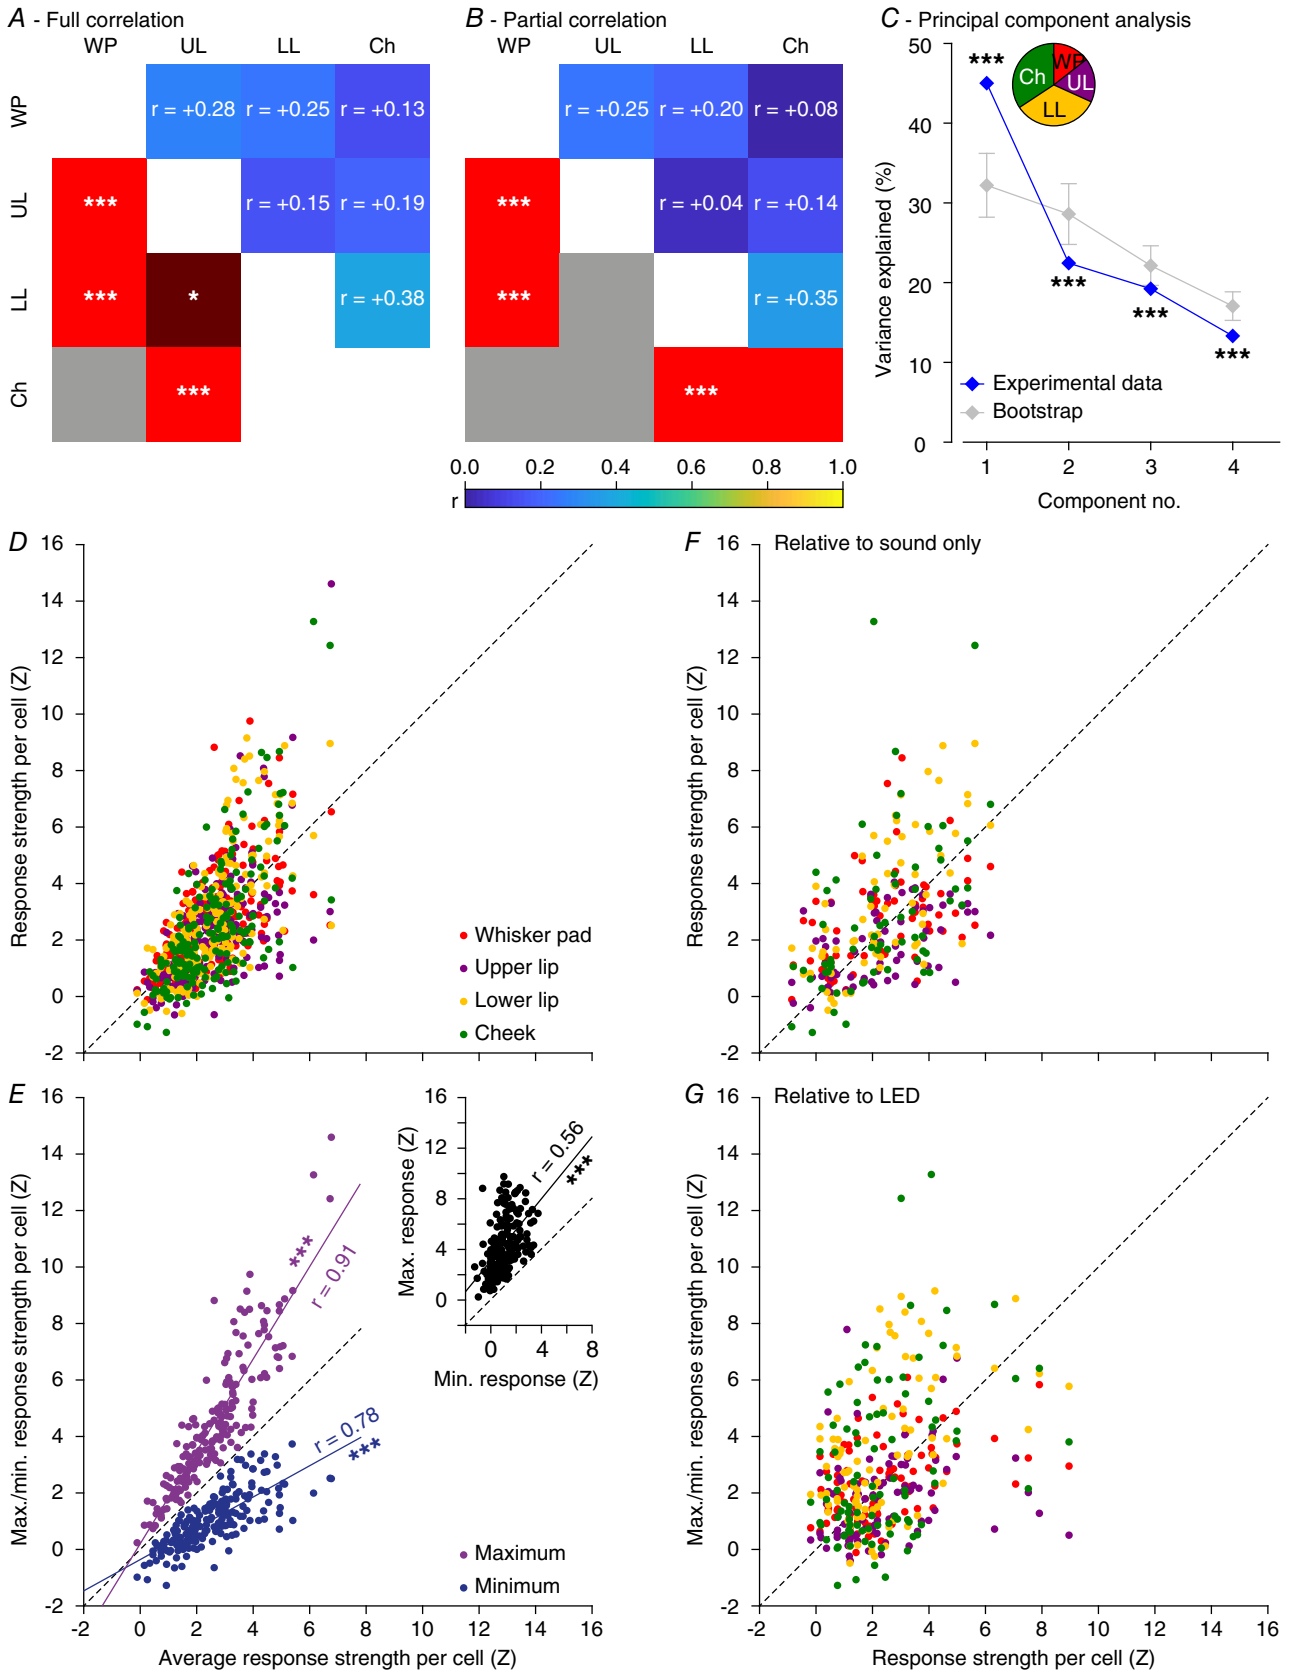 A - Full correlation
WP UL LL Ch
WP r = +0.28 r = +0.25 r = +0.13
UL *** r = +0.15 r = +0.19
LL *** * r = +0.38
Ch ***
B - Partial correlation
WP UL LL Ch
r = +0.25 r = +0.20 r = +0.08
*** r = +0.04 r = +0.14
*** r = +0.35
***
0.0 0.2 0.4 0.6 0.8 1.0
r
C - Principal component analysis
Variance explained (%)
50
40
30
20
10
0
***
***
***
***
WP
UL
LL
Ch
Experimental data
Bootstrap
1 2 3 4
Component no.
D
Response strength per cell (Z)
16
14
12
10
8
6
4
2
0
-2
Whisker pad
Upper lip
Lower lip
Cheek
F Relative to sound only
Response strength per cell (Z)
16
14
12
10
8
6
4
2
0
-2
E
Max./min. response strength per cell (Z)
16
14
12
10
8
6
4
2
0
-2
***
r = 0.91
r = 0.78
***
Maximum
Minimum
-2 0 2 4 6 8 10 12 14 16
Average response strength per cell (Z)
Max. response (Z)
16
12
8
4
0
r = 0.56
***
0 4 8
Min. response (Z)
G Relative to LED
Max./min. response strength per cell (Z)
16
14
12
10
8
6
4
2
0
-2
-2 0 2 4 6 8 10 12 14 16
Response strength per cell (Z)